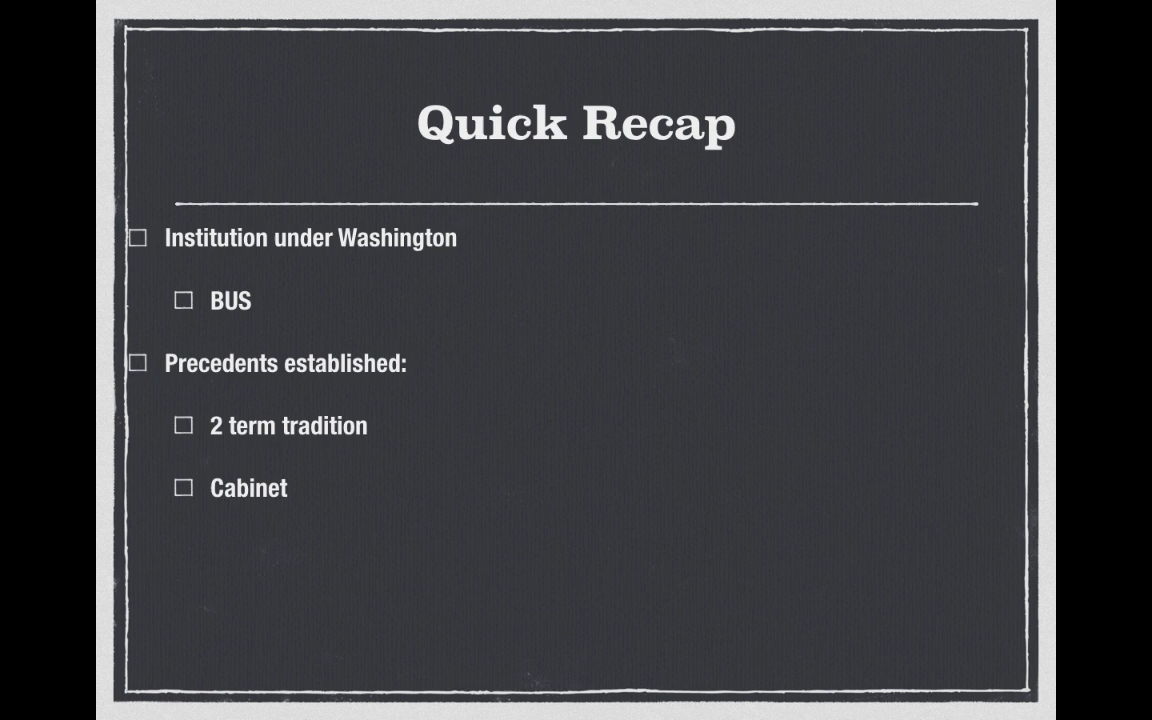 Quick Recap
Institution under Washington
BUS
Precedents established:
2 term tradition
Cabinet